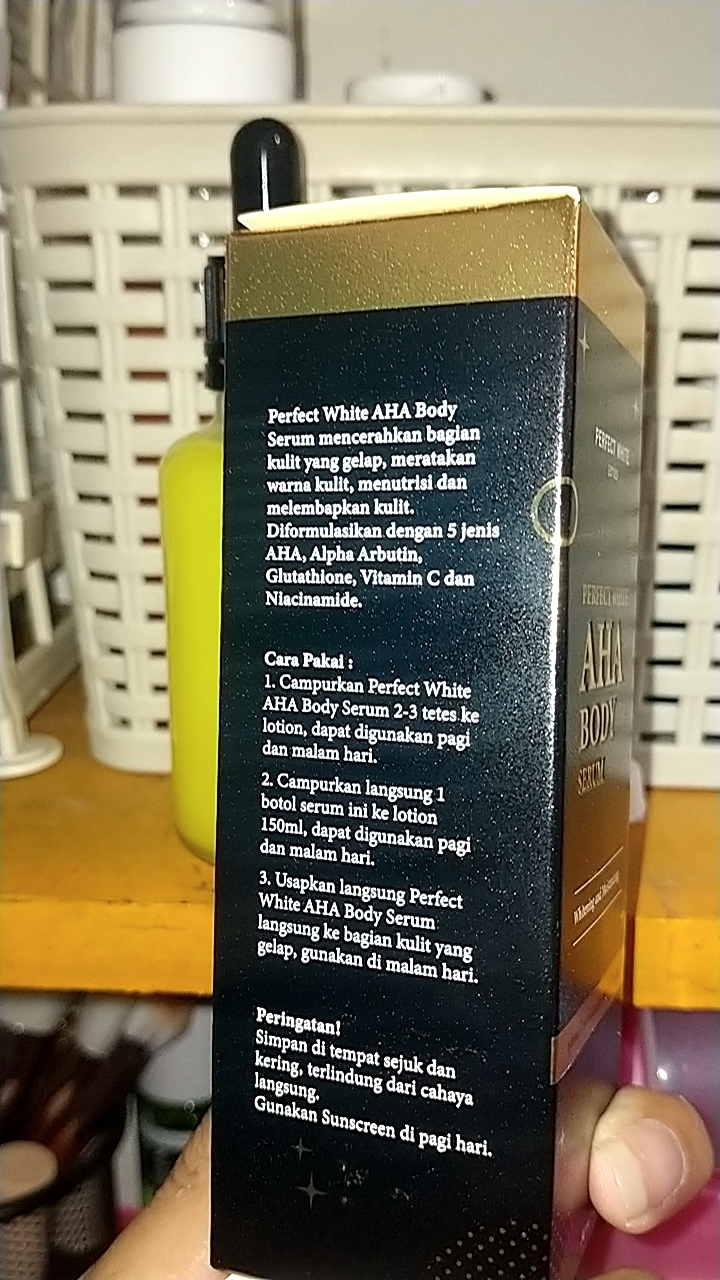 Perfect White AHA Body
Serum mencerahkan bagian
kulit yang gelap, meratakan
warna kulit, menutrisi dan
melembapkan kulit.
Diformulasikan dengan 5 jenis
AHA, Alpha Arbutin,
Glutathione, Vitamin C dan
Niacinamide.
Cara Pakai :
1. Campurkan Perfect White
AHA Body Serum 2-3 tetes ke
lotion, dapat digunakan pagi
dan malam hari.
2. Campurkan langsung 1
botol serum ini ke lotion
150ml, dapat digunakan pagi
dan malam hari.
3. Usapkan langsung Perfect
White AHA Body Serum
langsung ke bagian kulit yang
gelap, gunakan di malam hari.
Peringatan!
Simpan di tempat sejuk dan
kering, terlindung dari cahaya
langsung.
Gunakan Sunscreen di pagi hari.
PERFECT WHITE
PERFECT WHITE
AHA
BODY
SERUM
Whitening and Moisturizing